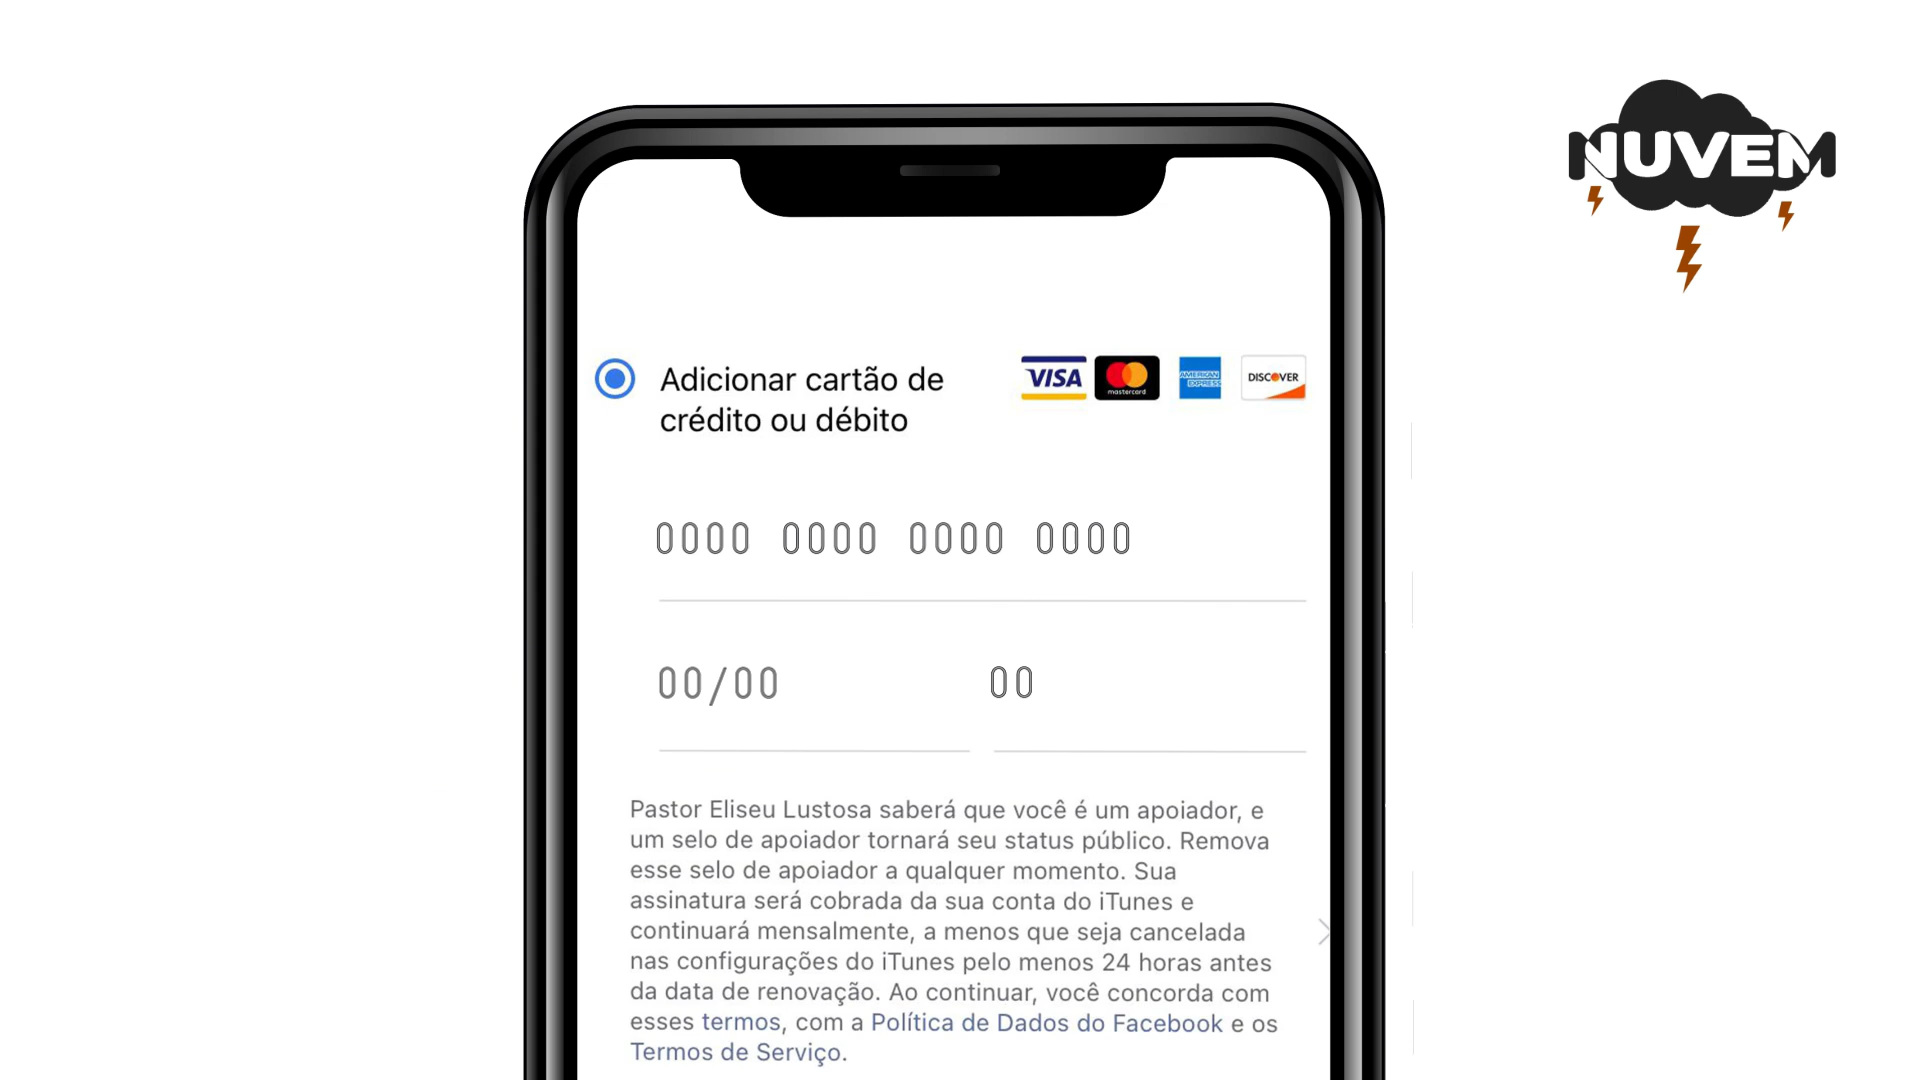 NUVEM
Adicionar cartão de
crédito ou débito
VISA
mastercard
AMERICAN
EXPRESS
DISCOVER
0000 0000 0000 0000
00/00
00
Pastor Eliseu Lustosa saberá que você é um apoiador, e
um selo de apoiador tornará seu status público. Remova
esse selo de apoiador a qualquer momento. Sua
assinatura será cobrada da sua conta do iTunes e
continuará mensalmente, a menos que seja cancelada
nas configurações do iTunes pelo menos 24 horas antes
da data de renovação. Ao continuar, você concorda com
esses termos, com a Política de Dados do Facebook e os
Termos de Serviço.